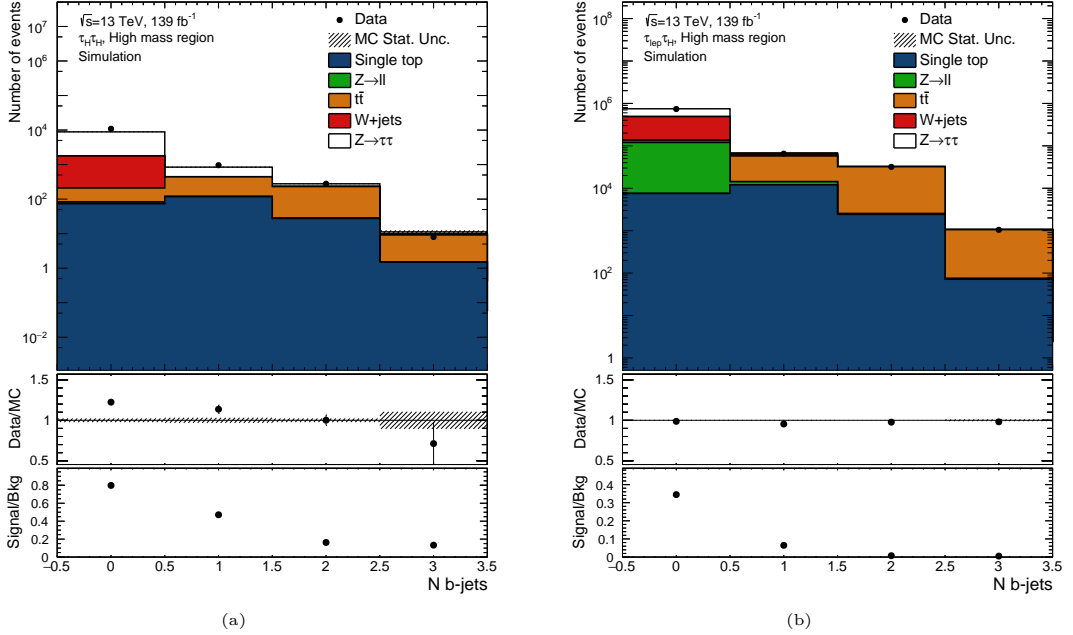 √s=13 TeV, 139 fb⁻¹
τ_Hτ_H, High mass region
Simulation
Data
MC Stat. Unc.
Single top
Z→ll
tt̄
W+jets
Z→ττ
Number of events
10⁷
10⁴
10²
1
10⁻²
Data/MC
1.5
1
0.5
Signal/Bkg
0.8
0.6
0.4
0.2
0
−0.5 0 0.5 1 1.5 2 2.5 3 3.5
N b-jets
(a)
√s=13 TeV, 139 fb⁻¹
τ_lepτ_H, High mass region
Simulation
Data
MC Stat. Unc.
Single top
Z→ll
tt̄
W+jets
Z→ττ
Number of events
10⁸
10⁶
10⁴
10²
1
Data/MC
1.5
1
0.5
Signal/Bkg
0.4
0.3
0.2
0.1
0
−0.5 0 0.5 1 1.5 2 2.5 3 3.5
N b-jets
(b)